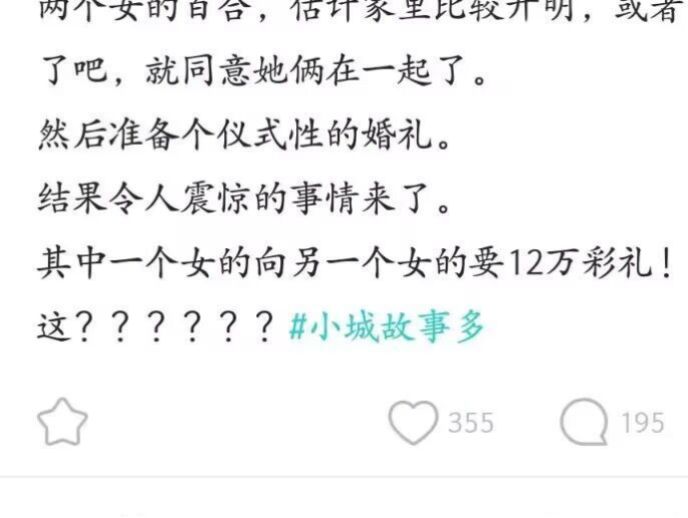 两个女的百合，估计家里比较开明，或者
了吧，就同意她俩在一起了。
然后准备个仪式性的婚礼。
结果令人震惊的事情来了。
其中一个女的向另一个女的要12万彩礼！
这？？？？？？#小城故事多
355
195